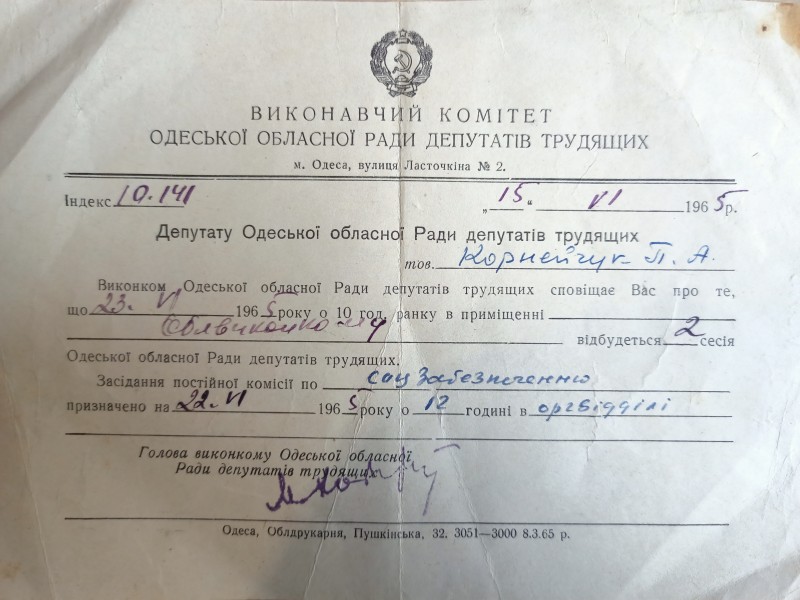 ВИКОНАВЧИЙ КОМІТЕТ
ОДЕСЬКОЇ ОБЛАСНОЇ РАДИ ДЕПУТАТІВ ТРУДЯЩИХ
м. Одеса, вулиця Ласточкіна № 2.
Індекс 10.141 „15“ VI 1965р.
Депутату Одеської обласної Ради депутатів трудящих
тов. Корнейчук П. А.
Виконком Одеської обласної Ради депутатів трудящих сповіщає Вас про те,
що 23. VI 1965 року о 10 год. ранку в приміщенні
Облвиконкому відбудеться 2 сесія
Одеської обласної Ради депутатів трудящих.
Засідання постійної комісії по соцзабезпеченню
призначено на 22. VI 1965 року о 12 годині в оргвідділі
Голова виконкому Одеської обласної
Ради депутатів трудящих
Одеса, Облдрукарня, Пушкінська, 32. 3051—3000 8.3.65 р.